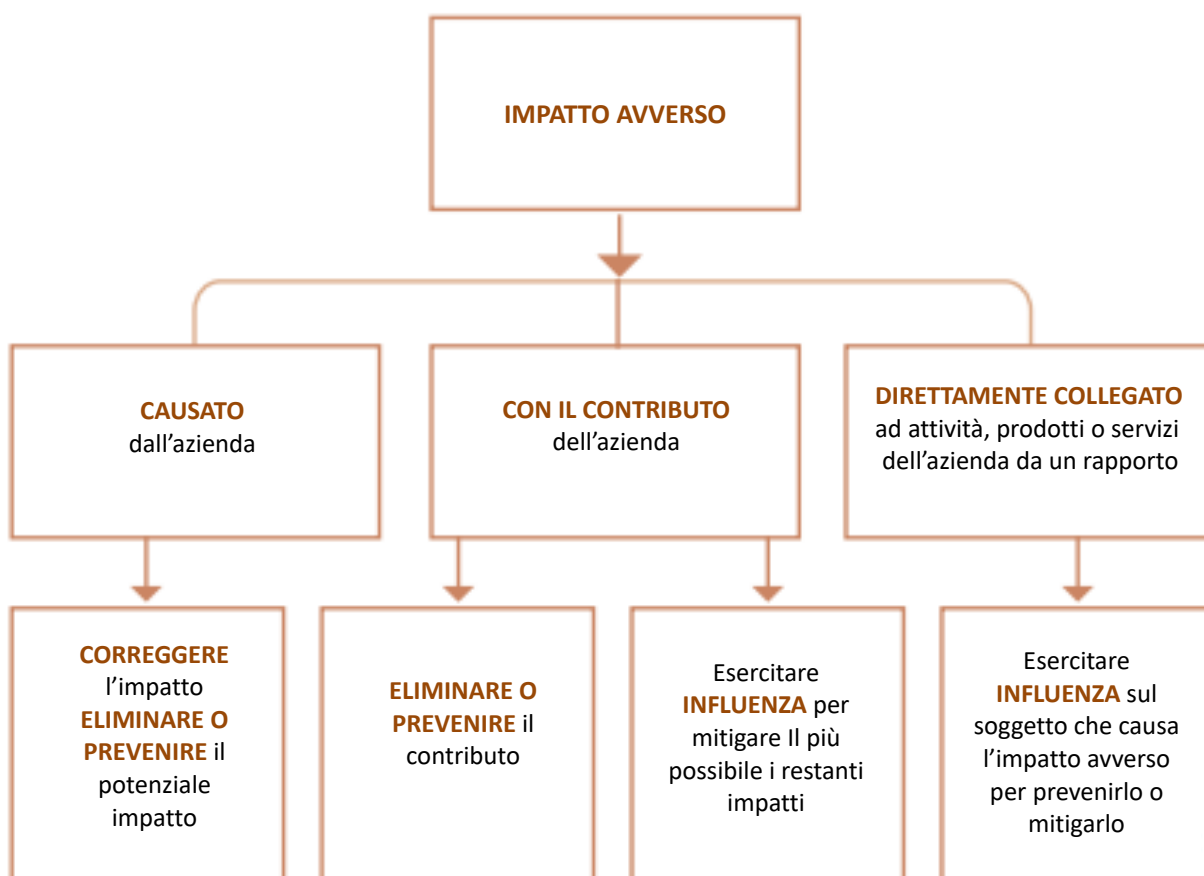 IMPATTO AVVERSO
CAUSATO
dall'azienda
CON IL CONTRIBUTO
dell'azenda
DIRETTAMENTE COLLEGATO
ad attività, prodotti o servizi
dell'azenda da un rapporto
CORREGGERE
l'impatto
ELIMINARE O
PREVENIRE il
potenziale
impatto
ELIMINARE O
PREVENIRE il
contributo
Esercitare
INFLUENZA per
mitigare Il più
possibile i restanti
impatti
Esercitare
INFLUENZA sul
soggetto che causa
l'impatto avverso
per prevenirlo o
mitigarlo